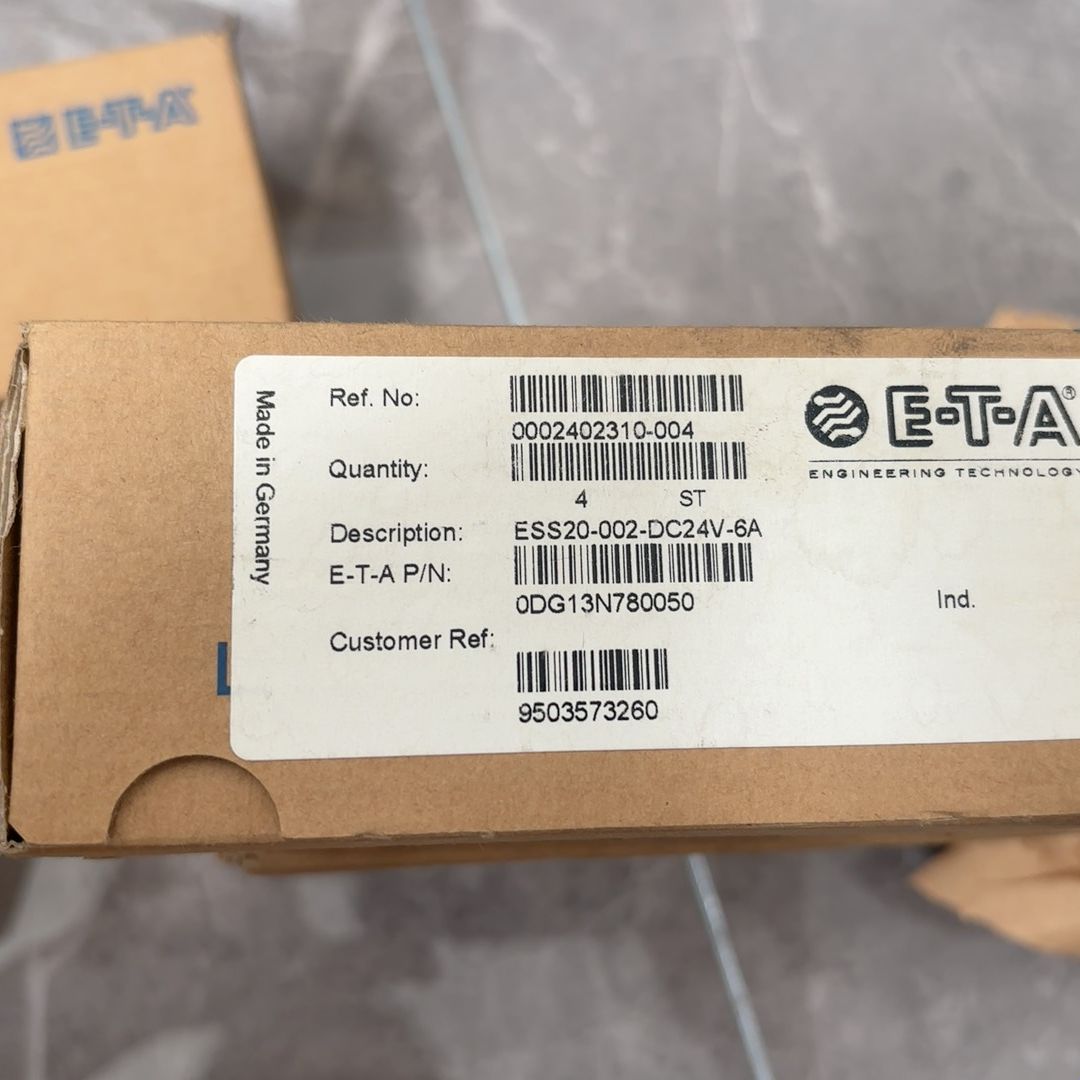 E-T-A
Made in Germany
Ref. No:
0002402310-004
Quantity:
4 ST
Description: ESS20-002-DC24V-6A
E-T-A P/N:
0DG13N780050
Customer Ref:
9503573260
E-T-A®
ENGINEERING TECHNOLOGY
Ind.